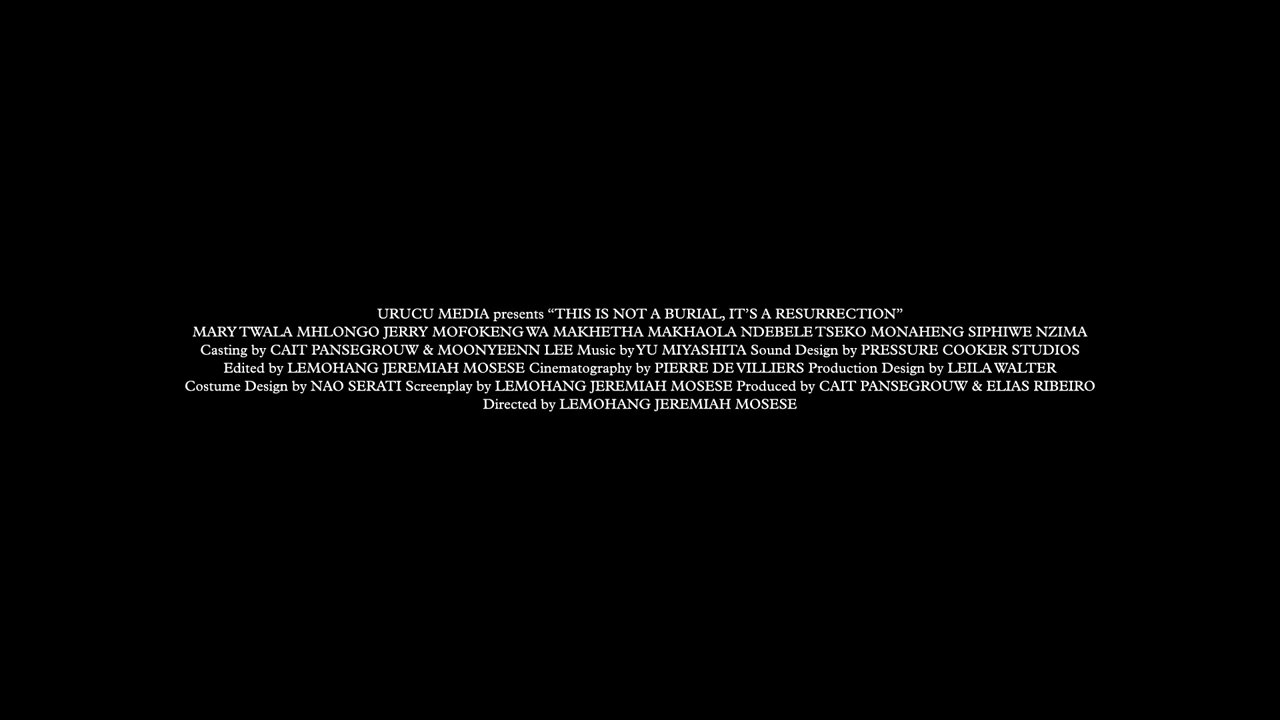 URUCU MEDIA presents “THIS IS NOT A BURIAL, IT’S A RESURRECTION”
MARY TWALA MHLONGO JERRY MOFOKENG WA MAKHETHA MAKHAOLA NDEBELE TSEKO MONAHENG SIPHIWE NZIMA
Casting by CAIT PANSEGROUW & MOONYEENN LEE Music by YU MIYASHITA Sound Design by PRESSURE COOKER STUDIOS
Edited by LEMOHANG JEREMIAH MOSESE Cinematography by PIERRE DE VILLIERS Production Design by LEILA WALTER
Costume Design by NAO SERATI Screenplay by LEMOHANG JEREMIAH MOSESE Produced by CAIT PANSEGROUW & ELIAS RIBEIRO
Directed by LEMOHANG JEREMIAH MOSESE